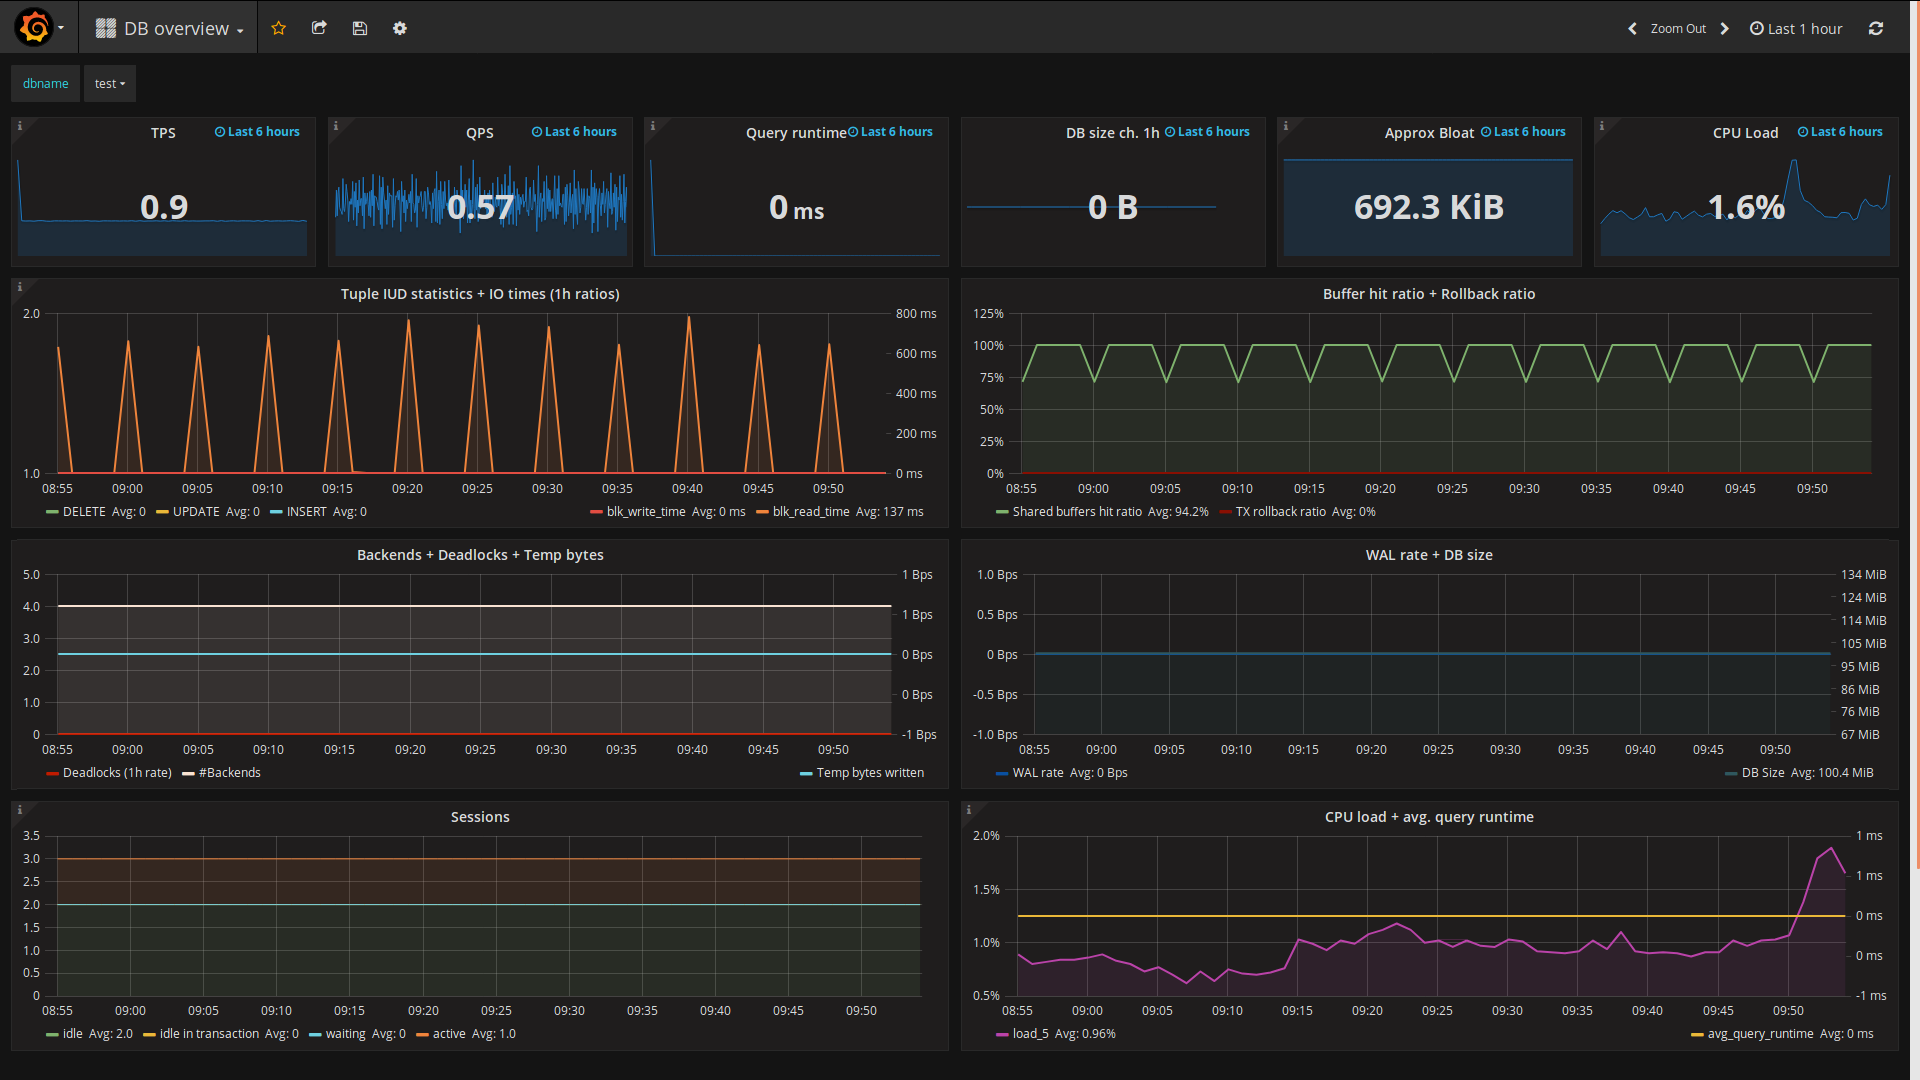 DB overview
Zoom Out
Last 1 hour
dbname
test
TPS
Last 6 hours
0.9
QPS
Last 6 hours
0.57
Query runtime
Last 6 hours
0 ms
DB size ch. 1h
Last 6 hours
0 B
Approx Bloat
Last 6 hours
692.3 KiB
CPU Load
Last 6 hours
1.6%
Tuple IUD statistics + IO times (1h ratios)
2.0
1.0
800 ms
600 ms
400 ms
200 ms
0 ms
08:55 09:00 09:05 09:10 09:15 09:20 09:25 09:30 09:35 09:40 09:45 09:50
DELETE Avg: 0 UPDATE Avg: 0 INSERT Avg: 0 blk_write_time Avg: 0 ms blk_read_time Avg: 137 ms
Buffer hit ratio + Rollback ratio
125%
100%
75%
50%
25%
0%
08:55 09:00 09:05 09:10 09:15 09:20 09:25 09:30 09:35 09:40 09:45 09:50
Shared buffers hit ratio Avg: 94.2% TX rollback ratio Avg: 0%
Backends + Deadlocks + Temp bytes
5.0
4.0
3.0
2.0
1.0
0
1 Bps
1 Bps
0 Bps
0 Bps
-1 Bps
08:55 09:00 09:05 09:10 09:15 09:20 09:25 09:30 09:35 09:40 09:45 09:50
Deadlocks (1h rate) #Backends Temp bytes written
WAL rate + DB size
1.0 Bps
0.5 Bps
0 Bps
-0.5 Bps
-1.0 Bps
134 MiB
124 MiB
114 MiB
105 MiB
95 MiB
86 MiB
76 MiB
67 MiB
08:55 09:00 09:05 09:10 09:15 09:20 09:25 09:30 09:35 09:40 09:45 09:50
WAL rate Avg: 0 Bps DB Size Avg: 100.4 MiB
Sessions
3.5
3.0
2.5
2.0
1.5
1.0
0.5
0
08:55 09:00 09:05 09:10 09:15 09:20 09:25 09:30 09:35 09:40 09:45 09:50
idle Avg: 2.0 idle in transaction Avg: 0 waiting Avg: 0 active Avg: 1.0
CPU load + avg. query runtime
2.0%
1.5%
1.0%
0.5%
1 ms
1 ms
0 ms
0 ms
-1 ms
08:55 09:00 09:05 09:10 09:15 09:20 09:25 09:30 09:35 09:40 09:45 09:50
load_5 Avg: 0.96% avg_query_runtime Avg: 0 ms